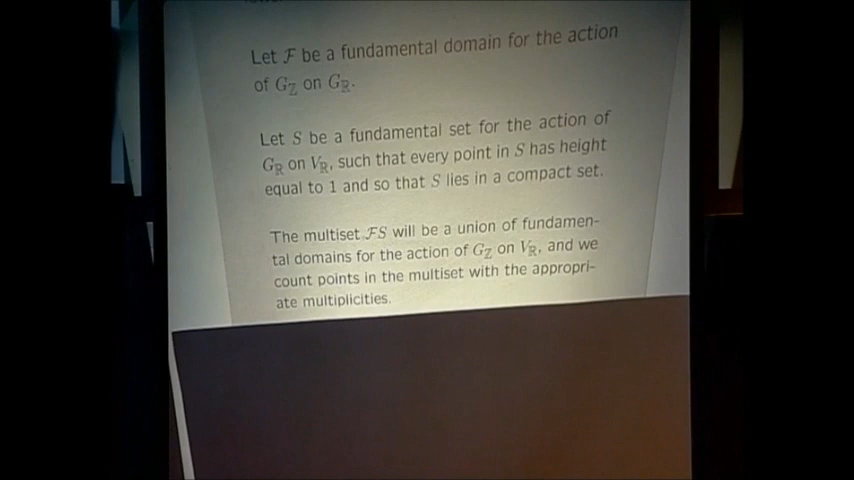 Let ℱ be a fundamental domain for the action
of G_ℤ on G_ℝ.
Let S be a fundamental set for the action of
G_ℝ on V_ℝ, such that every point in S has height
equal to 1 and so that S lies in a compact set.
The multiset ℱS will be a union of fundamen-
tal domains for the action of G_ℤ on V_ℝ, and we
count points in the multiset with the appropri-
ate multiplicities.